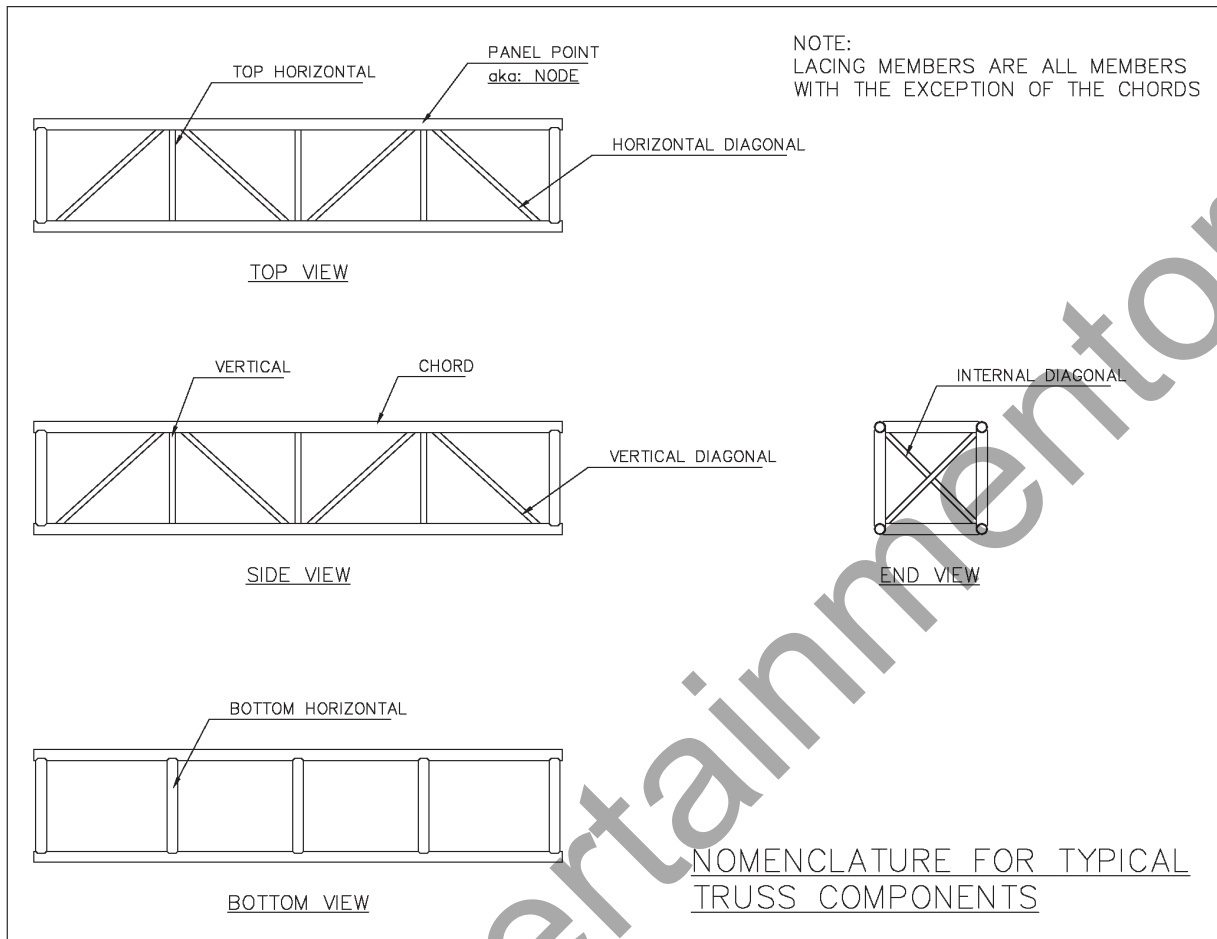 NOTE:
LACING MEMBERS ARE ALL MEMBERS
WITH THE EXCEPTION OF THE CHORDS
TOP HORIZONTAL
PANEL POINT
aka: NODE
HORIZONTAL DIAGONAL
TOP VIEW
VERTICAL
CHORD
VERTICAL DIAGONAL
SIDE VIEW
INTERNAL DIAGONAL
END VIEW
BOTTOM HORIZONTAL
BOTTOM VIEW
NOMENCLATURE FOR TYPICAL
TRUSS COMPONENTS